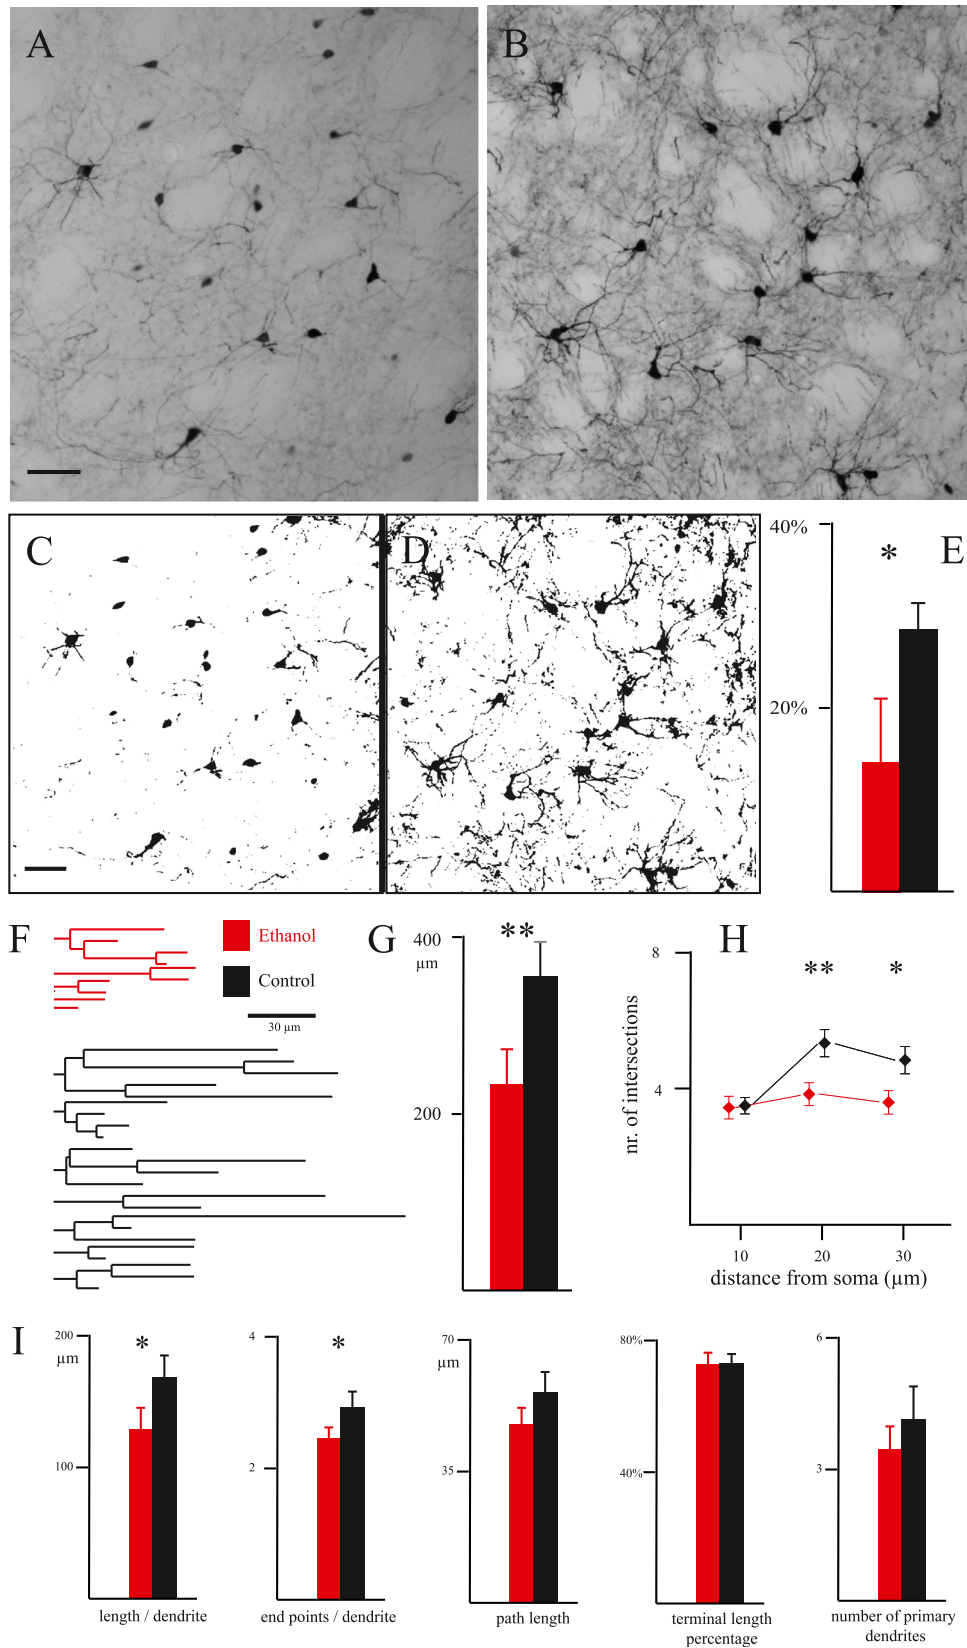 A
B
C
D
40%
*
E
20%
F
Ethanol
Control
30 µm
G
400
µm
**
200
H
8
**
*
4
nr. of intersections
10
20
30
distance from soma (µm)
I
200
µm
*
100
length / dendrite
4
*
2
end points / dendrite
70
µm
35
path length
80%
40%
terminal length
percentage
6
3
number of primary
dendrites